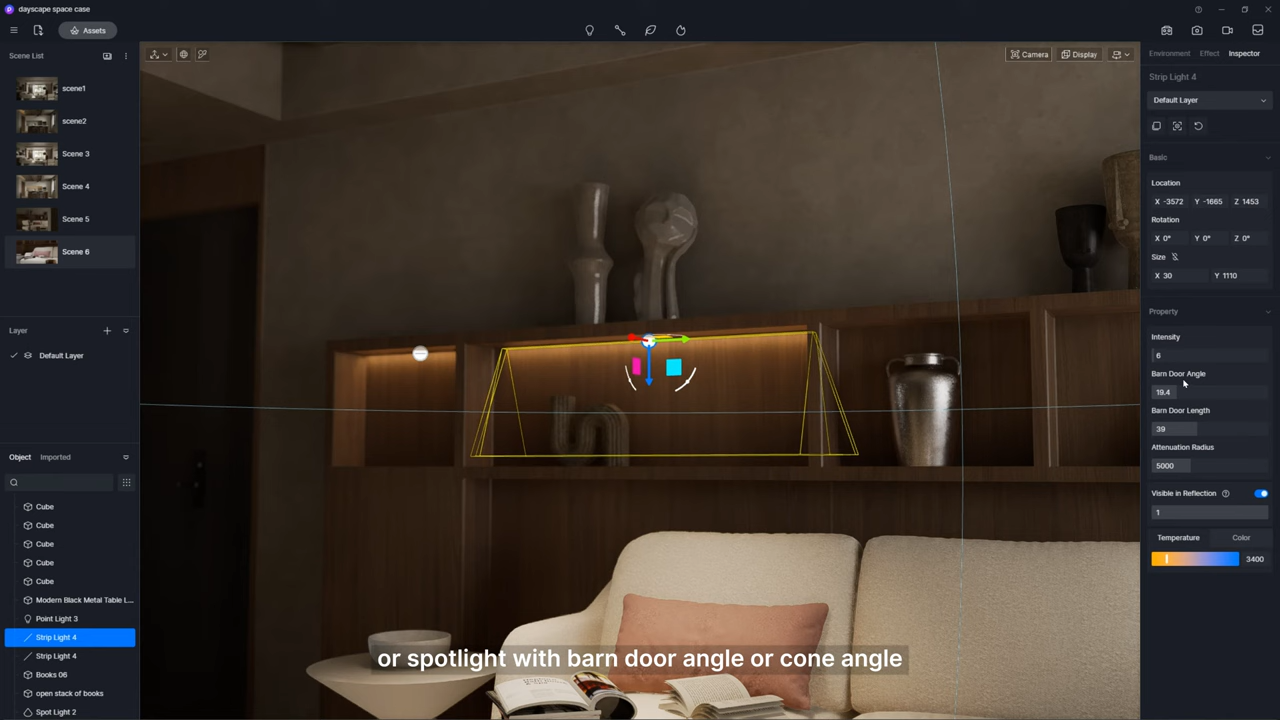 dayscape space case
Assets
Scene List
scene1
scene2
Scene 3
Scene 4
Scene 5
Scene 6
Layer
Default Layer
Object Imported
Cube
Cube
Cube
Cube
Cube
Modern Black Metal Table L...
Point Light 3
Strip Light 4
Strip Light 4
Books 06
open stack of books
Spot Light 2
Camera Display
or spotlight with barn door angle or cone angle
Environment Effect Inspector
Strip Light 4
Default Layer
Basic
Location
X -3572 Y -1665 Z 1453
Rotation
X 0° Y 0° Z 0°
Size
X 30 Y 1110
Property
Intensity
6
Barn Door Angle
19.4
Barn Door Length
39
Attenuation Radius
5000
Visible in Reflection
1
Temperature Color
3400